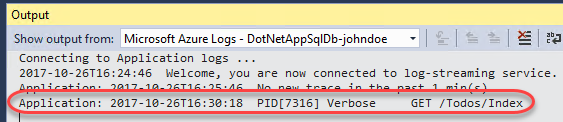 Output
Show output from: Microsoft Azure Logs - DotNetAppSqlDb-johndoe
Connecting to Application logs ...
2017-10-26T16:24:46  Welcome, you are now connected to log-streaming service.
Application: 2017-10-26T16:25:46  No new trace in the past 1 min(s).
Application: 2017-10-26T16:30:18  PID[7316] Verbose     GET /Todos/Index